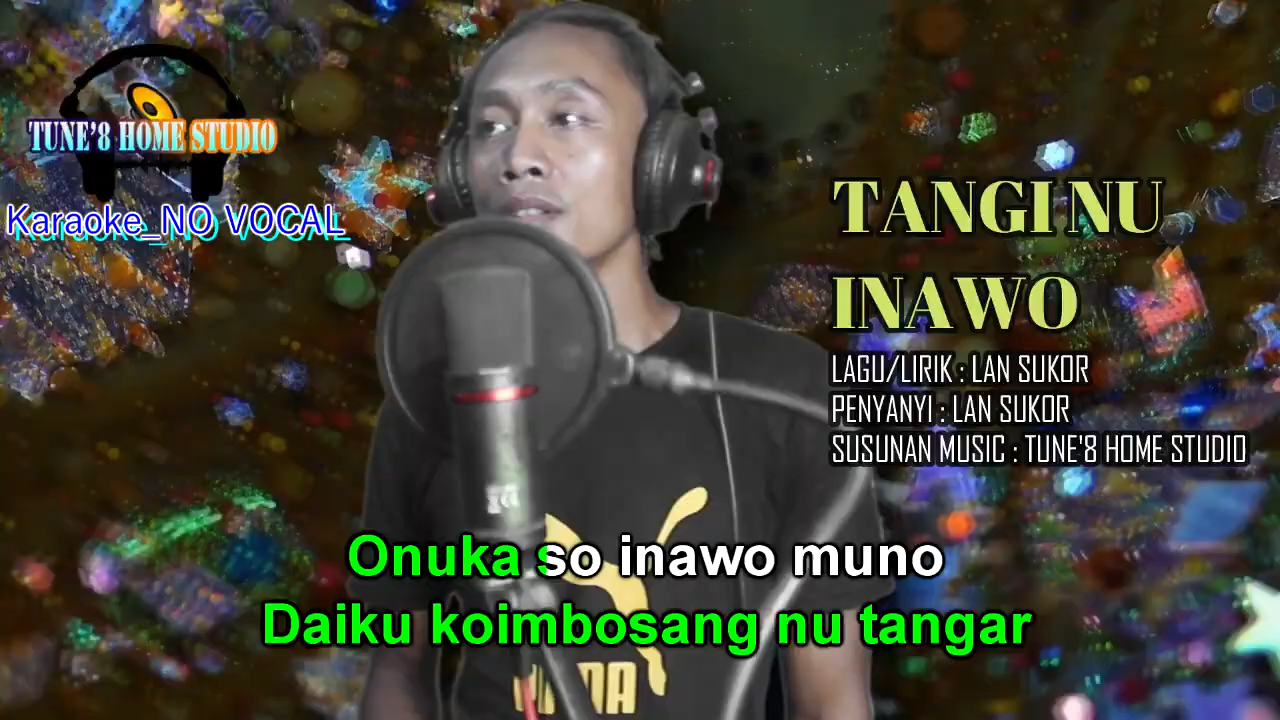 TUNE'8 HOME STUDIO
Karaoke_NO VOCAL
TANGI NU
INAWO
LAGU/LIRIK : LAN SUKOR
PENYANYI : LAN SUKOR
SUSUNAN MUSIC : TUNE'8 HOME STUDIO
Onuka so inawo muno
Daiku koimbosang nu tangar